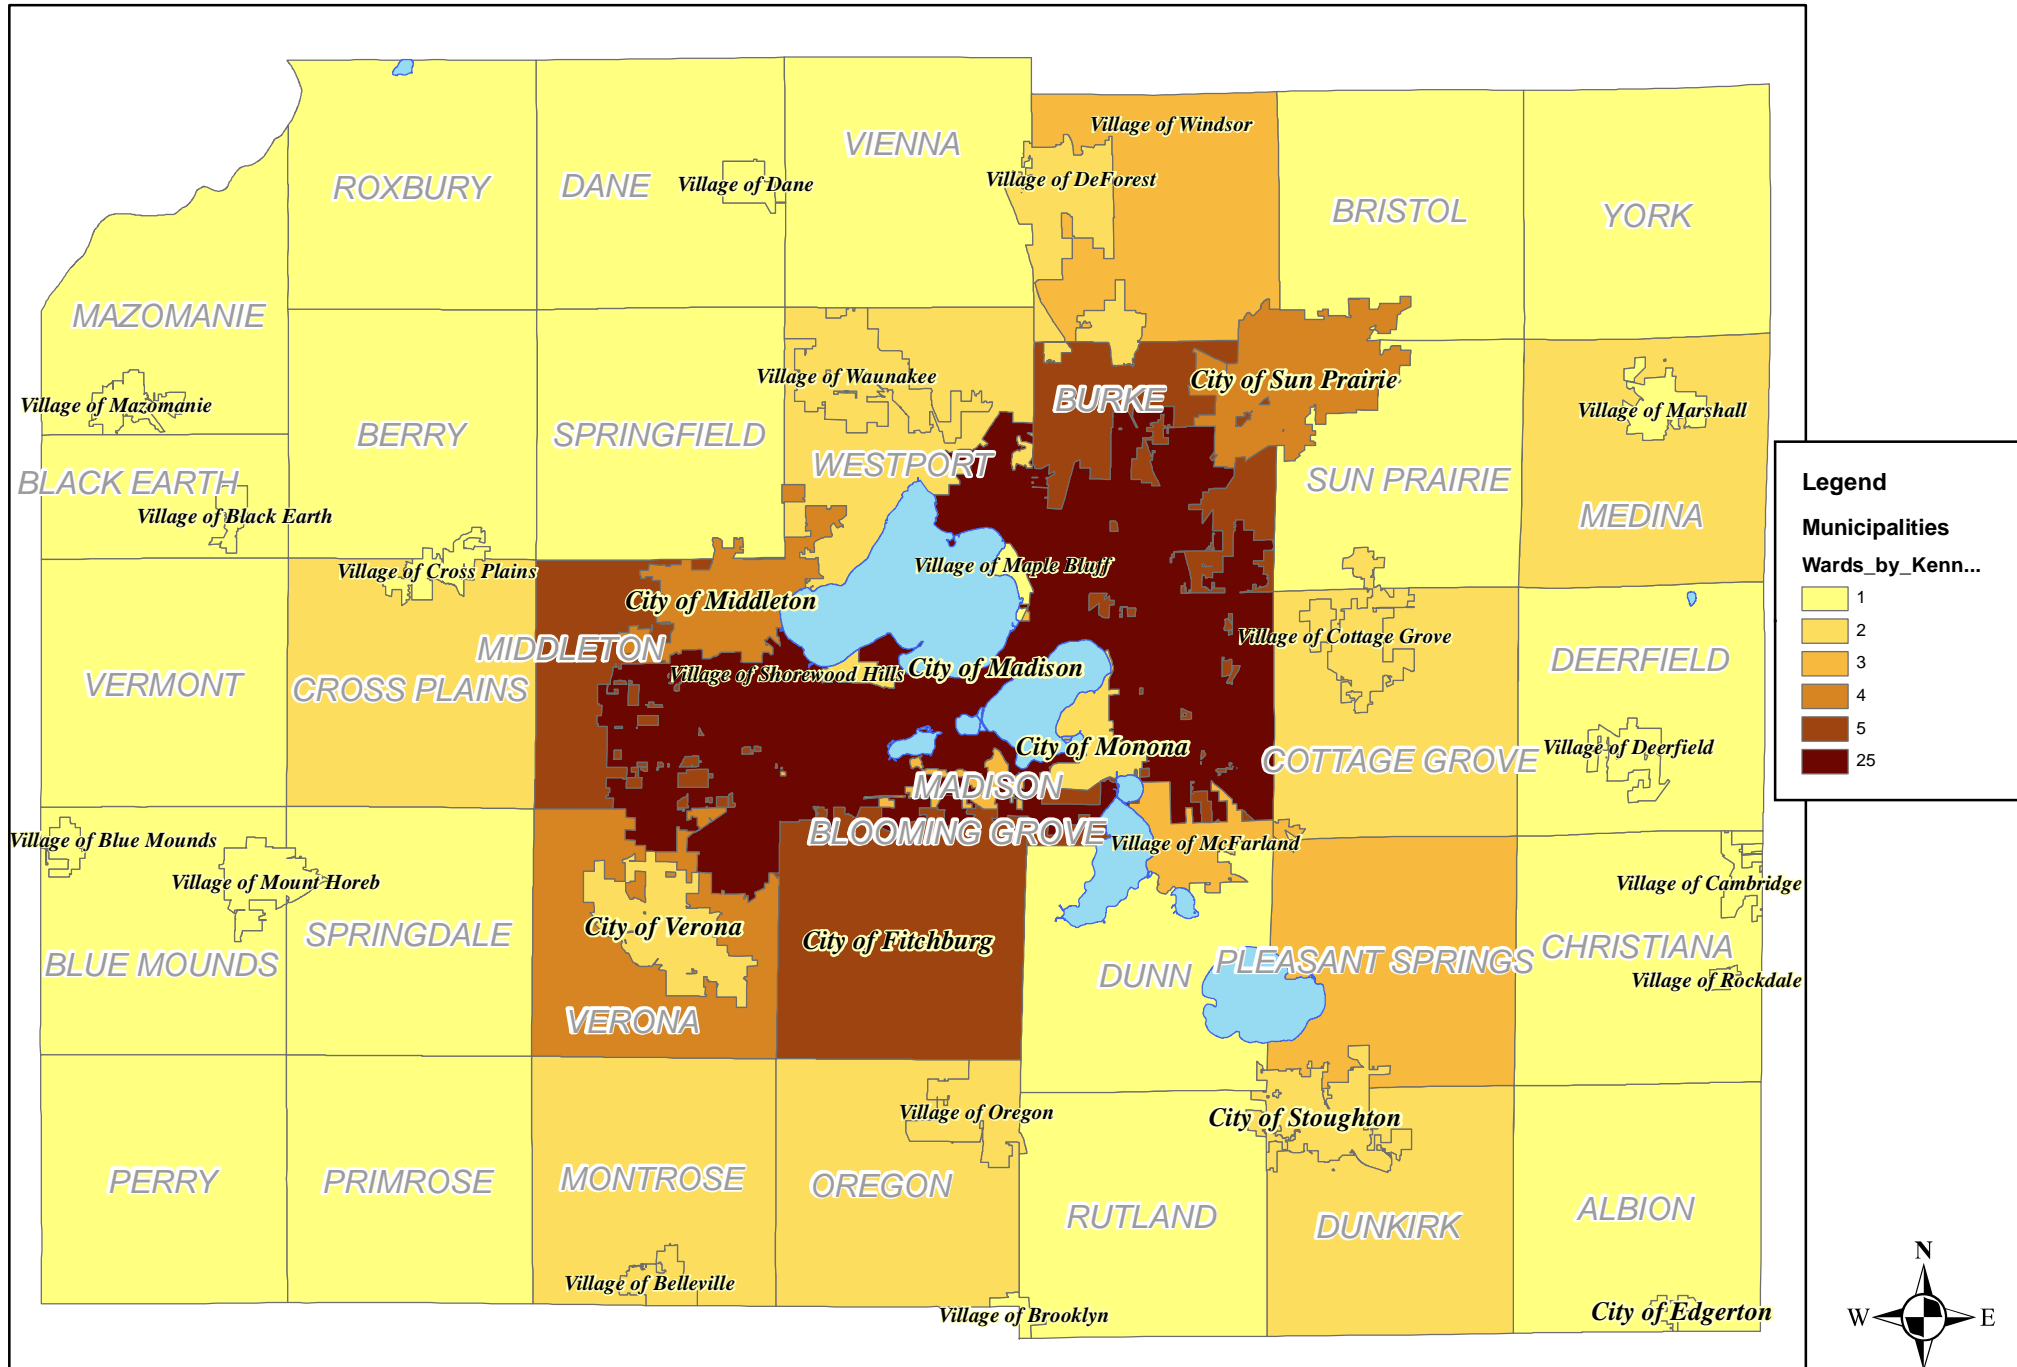 Village of Windsor
VIENNA
Village of DeForest
Village of Dane
ROXBURY
DANE
BRISTOL
YORK
MAZOMANIE
Village of Waunakee
City of Sun Prairie
BURKE
Village of Mazomanie
Village of Marshall
BERRY
SPRINGFIELD
WESTPORT
BLACK EARTH
SUN PRAIRIE
Village of Black Earth
MEDINA
Village of Cross Plains
Village of Maple Bluff
City of Middleton
Village of Cottage Grove
MIDDLETON
DEERFIELD
City of Madison
Village of Shorewood Hills
VERMONT
CROSS PLAINS
City of Monona
Village of Deerfield
COTTAGE GROVE
MADISON
BLOOMING GROVE
Village of Blue Mounds
Village of McFarland
Village of Mount Horeb
Village of Cambridge
City of Verona
SPRINGDALE
City of Fitchburg
CHRISTIANA
BLUE MOUNDS
PLEASANT SPRINGS
DUNN
Village of Rockdale
VERONA
Village of Oregon
City of Stoughton
PERRY
PRIMROSE
MONTROSE
OREGON
RUTLAND
DUNKIRK
ALBION
Village of Belleville
Village of Brooklyn
City of Edgerton
Legend
Municipalities
Wards_by_Kenn...
1
2
3
4
5
25
N
W
E